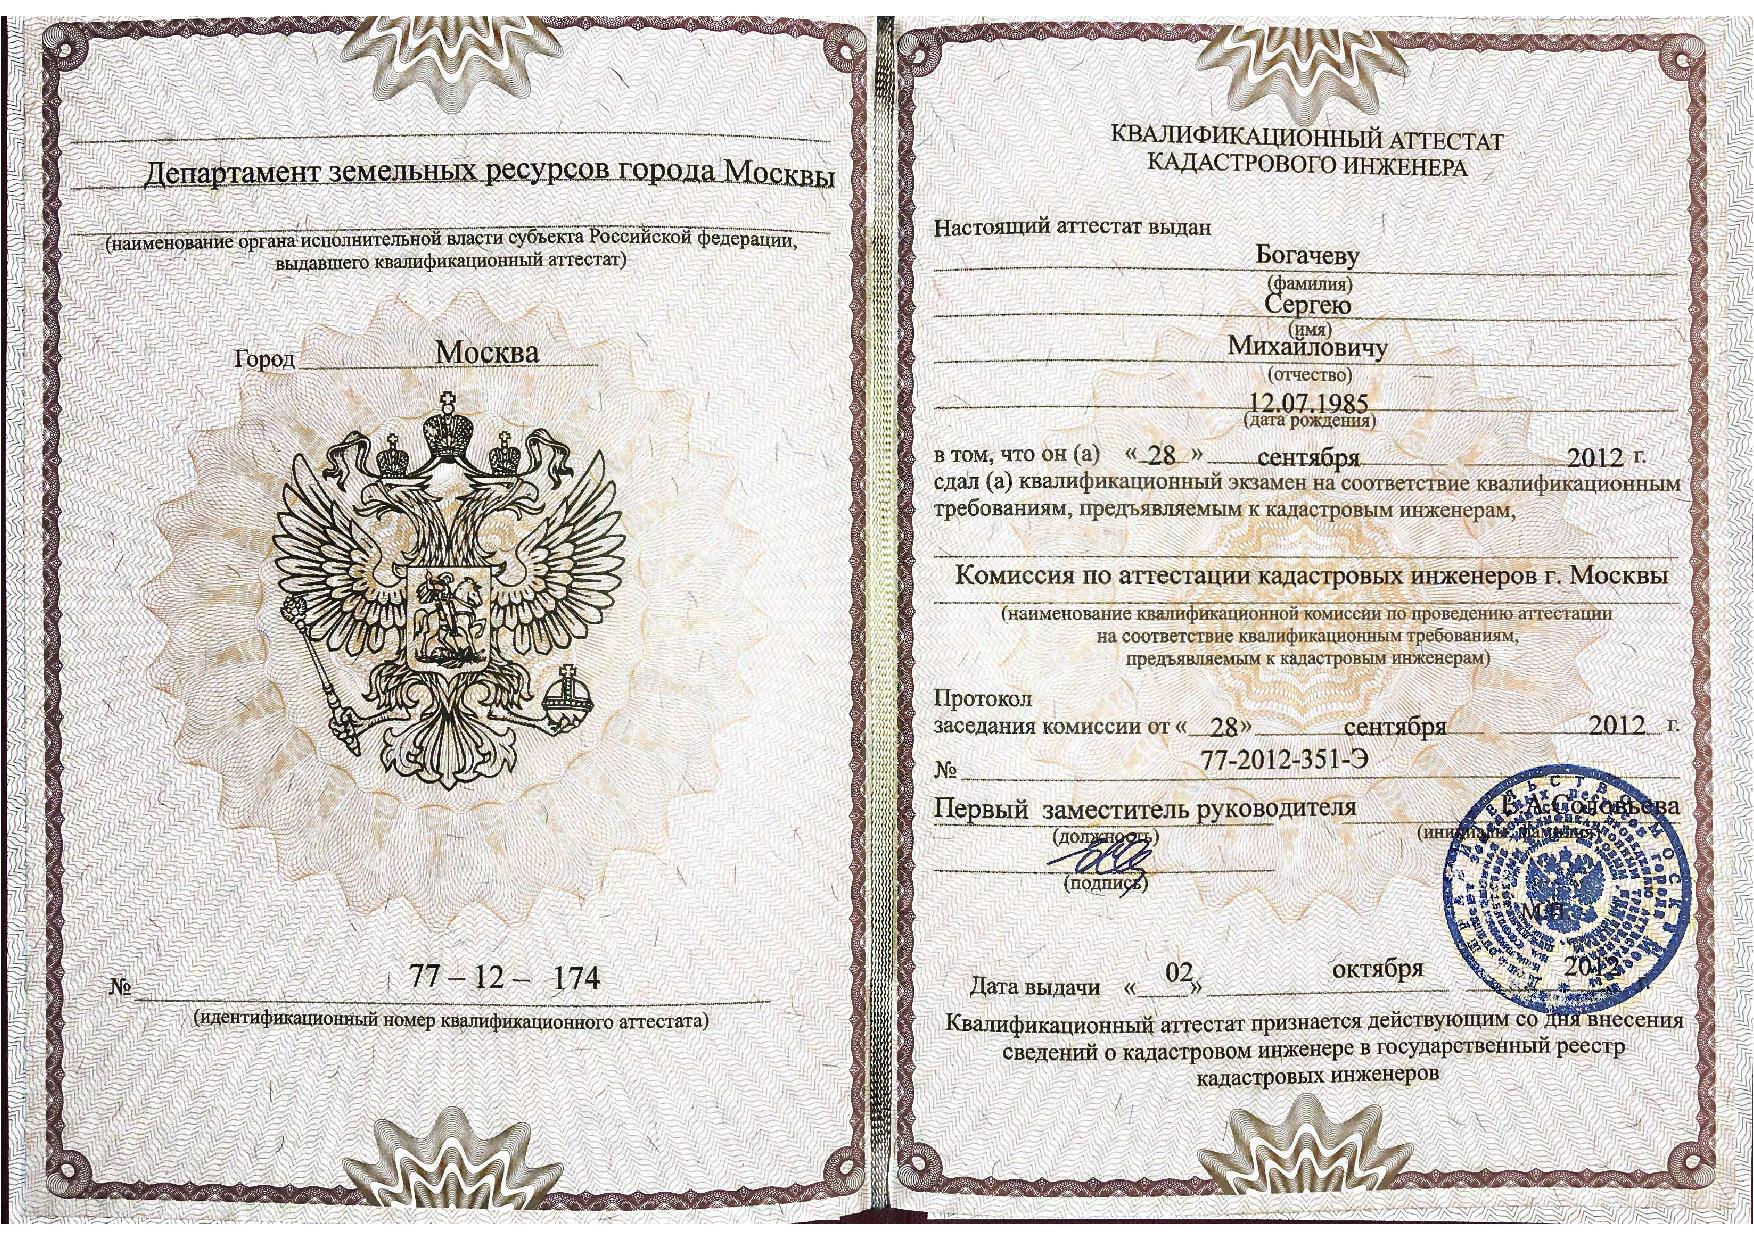 Департамент земельных ресурсов города Москвы
(наименование органа исполнительной власти субъекта Российской федерации,
выдавшего квалификационный аттестат)
Город Москва
№ 77 – 12 – 174
(идентификационный номер квалификационного аттестата)
КВАЛИФИКАЦИОННЫЙ АТТЕСТАТ
КАДАСТРОВОГО ИНЖЕНЕРА
Настоящий аттестат выдан
Богачеву
(фамилия)
Сергею
(имя)
Михайловичу
(отчество)
12.07.1985
(дата рождения)
в том, что он (а) « 28 » сентября 2012 г.
сдал (а) квалификационный экзамен на соответствие квалификационным
требованиям, предъявляемым к кадастровым инженерам,
Комиссия по аттестации кадастровых инженеров г. Москвы
(наименование квалификационной комиссии по проведению аттестации
на соответствие квалификационным требованиям,
предъявляемым к кадастровым инженерам)
Протокол
заседания комиссии от « 28» сентября 2012 г.
№ 77-2012-351-Э
Первый заместитель руководителя Соловьева
(должность) (инициалы, фамилия)
(подпись)
М.П.
Дата выдачи « 02 » октября 2012
Квалификационный аттестат признается действующим со дня внесения
сведений о кадастровом инженере в государственный реестр
кадастровых инженеров